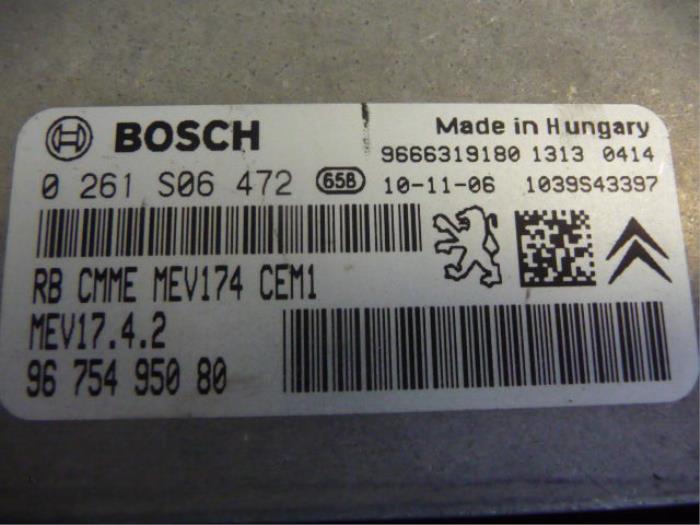 BOSCH
Made in Hungary
9666319180 1313 0414
0 261 S06 472 65B 10-11-06 1039S43397
RB CMME MEV174 CEM1
MEV17.4.2
96 754 950 80